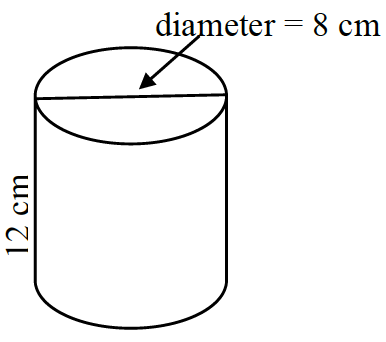 diameter = 8 cm
12 cm